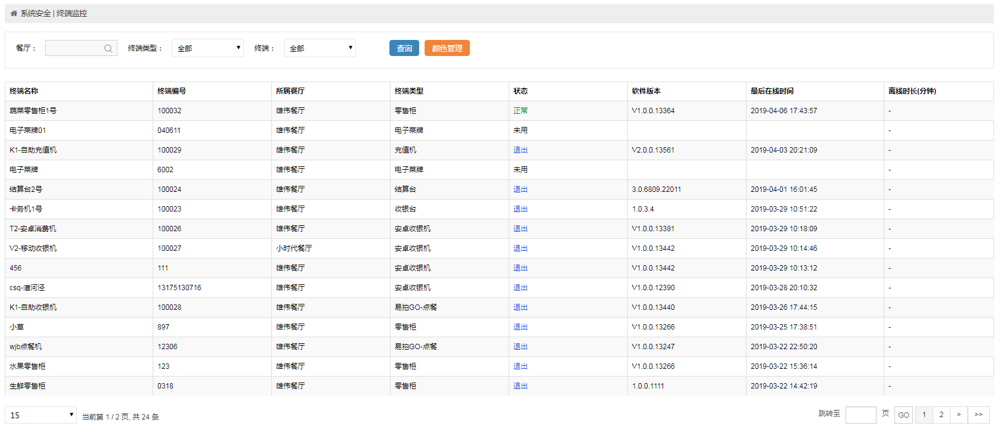 系统安全 | 终端监控
餐厅： 终端类型： 全部 终端： 全部 查询 颜色管理
终端名称 终端编号 所属餐厅 终端类型 状态 软件版本 最后在线时间 离线时长(分钟)
蔬菜零售柜1号 100032 雄伟餐厅 零售柜 正常 V1.0.0.13364 2019-04-06 17:43:57 -
电子菜牌01 040611 雄伟餐厅 电子菜牌 未用 -
K1-自助充值机 100029 雄伟餐厅 充值机 退出 V2.0.0.13561 2019-04-03 20:21:09 -
电子菜牌 6002 雄伟餐厅 电子菜牌 未用 -
结算台2号 100024 雄伟餐厅 结算台 退出 3.0.6809.22011 2019-04-01 16:01:45 -
卡务机1号 100023 雄伟餐厅 收银台 退出 1.0.3.4 2019-03-29 10:51:22 -
T2-安卓消费机 100026 雄伟餐厅 安卓收银机 退出 V1.0.0.13381 2019-03-29 10:18:09 -
V2-移动收银机 100027 小时代餐厅 安卓收银机 退出 V1.0.0.13442 2019-03-29 10:14:46 -
456 111 雄伟餐厅 安卓收银机 退出 V1.0.0.13442 2019-03-29 10:13:12 -
csq-漕河泾 13175130716 雄伟餐厅 安卓收银机 退出 V1.0.0.12390 2019-03-28 20:10:32 -
K1-自助收银机 100028 雄伟餐厅 易拍GO-点餐 退出 V1.0.0.13440 2019-03-26 17:44:15 -
小草 897 雄伟餐厅 零售柜 退出 V1.0.0.13266 2019-03-25 17:38:51 -
wjb点餐机 12306 雄伟餐厅 易拍GO-点餐 退出 V1.0.0.13247 2019-03-22 22:50:20 -
水果零售柜 123 雄伟餐厅 零售柜 退出 V1.0.0.13266 2019-03-22 15:36:14 -
生鲜零售柜 0318 雄伟餐厅 零售柜 退出 1.0.0.1111 2019-03-22 14:42:19 -
15 当前第 1 / 2 页, 共 24 条 跳转至 页 GO 1 2 > >>